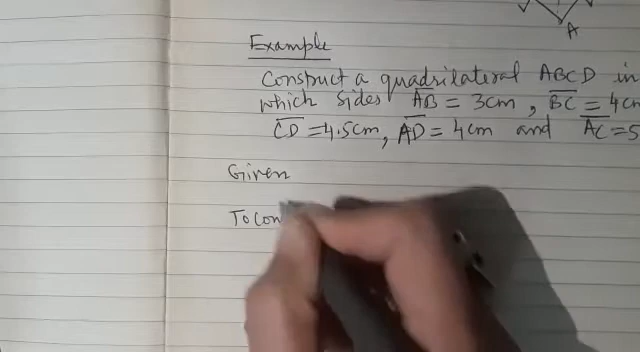 A
Example
Construct a quadrilateral ABCD in
which sides AB = 3cm, BC = 4cm
CD = 4.5cm, AD = 4cm and AC = 5
Given
To Con